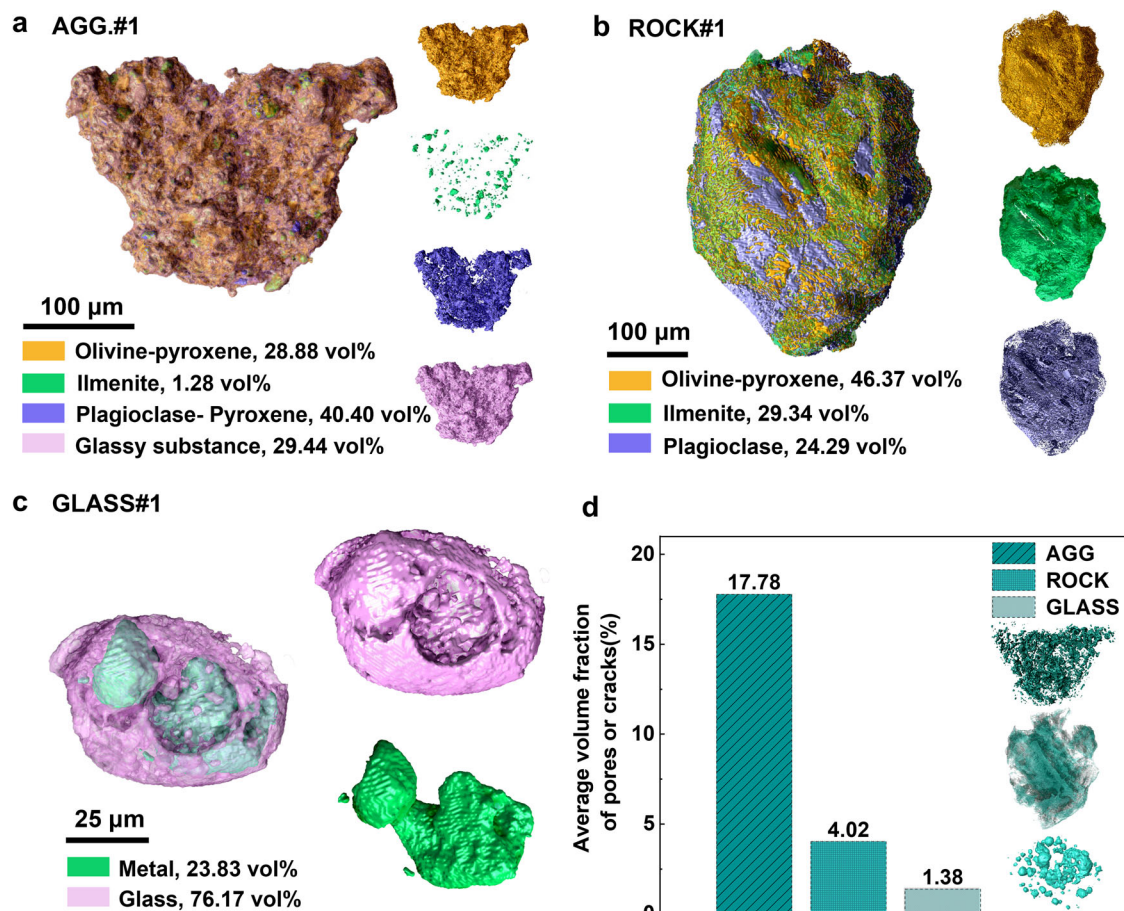 a AGG.#1
100 μm
Olivine-pyroxene, 28.88 vol%
Ilmenite, 1.28 vol%
Plagioclase- Pyroxene, 40.40 vol%
Glassy substance, 29.44 vol%
b ROCK#1
100 μm
Olivine-pyroxene, 46.37 vol%
Ilmenite, 29.34 vol%
Plagioclase, 24.29 vol%
c GLASS#1
25 μm
Metal, 23.83 vol%
Glass, 76.17 vol%
d
Average volume fraction
of pores or cracks(%)
20
15
10
5
0
17.78
4.02
1.38
AGG
ROCK
GLASS